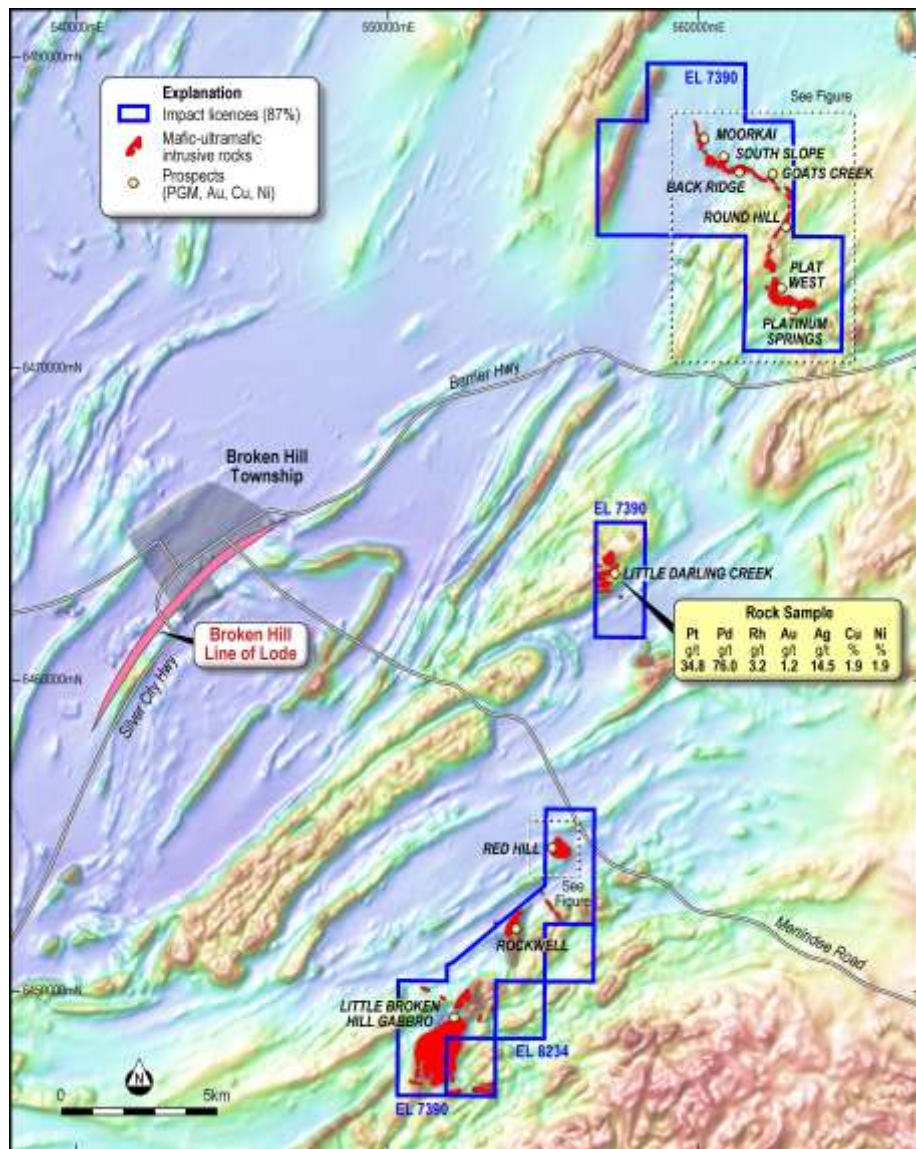 540000mE
550000mE
560000mE
6450000mN
Explanation
Impact licences (87%)
Mafic-ultramafic
intrusive rocks
Prospects
(PGM, Au, Cu, Ni)
EL 7390
See Figure
MOORKAI
SOUTH SLOPE
GOATS CREEK
BACK RIDGE
ROUND HILL
PLAT
WEST
PLATINUM
SPRINGS
6470000mN
Barrier Hwy
Broken Hill
Township
EL 7390
LITTLE DARLING CREEK
Rock Sample
Pt Pd Rh Au Ag Cu Ni
g/t g/t g/t g/t g/t % %
34.8 76.0 3.2 1.2 14.5 1.9 1.9
Broken Hill
Line of Lode
Silver City Hwy
6460000mN
RED HILL
See
Figure
ROCKWELL
Menindee Road
6450000mN
LITTLE BROKEN
HILL GABBRO
EL 8234
N
0 5km
EL 7390